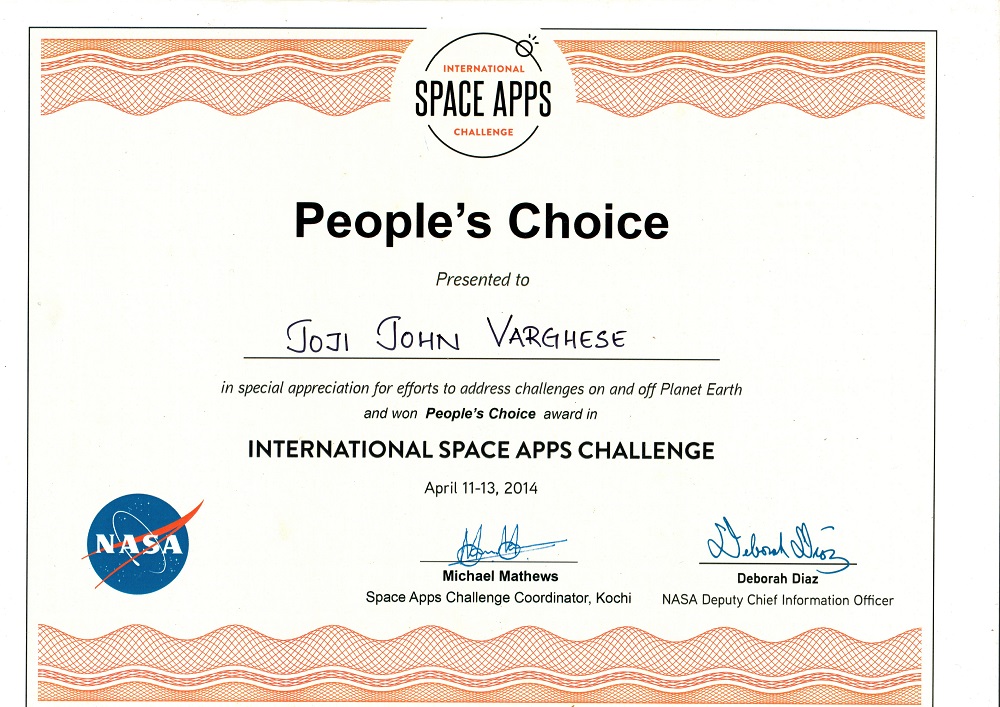 INTERNATIONAL
SPACE APPS
CHALLENGE
People's Choice
Presented to
JOJI JOHN VARGHESE
in special appreciation for efforts to address challenges on and off Planet Earth
and won People's Choice award in
INTERNATIONAL SPACE APPS CHALLENGE
April 11-13, 2014
NASA
Michael Mathews
Space Apps Challenge Coordinator, Kochi
Deborah Diaz
Deborah Diaz
NASA Deputy Chief Information Officer